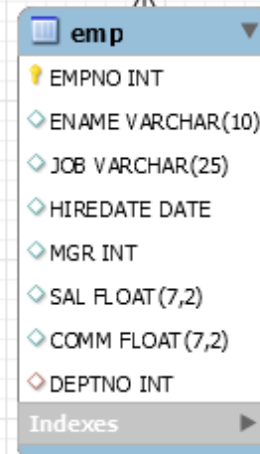 emp
EMPNO INT
ENAME VARCHAR(10)
JOB VARCHAR(25)
HIREDATE DATE
MGR INT
SAL FLOAT(7,2)
COMM FLOAT(7,2)
DEPTNO INT
Indexes